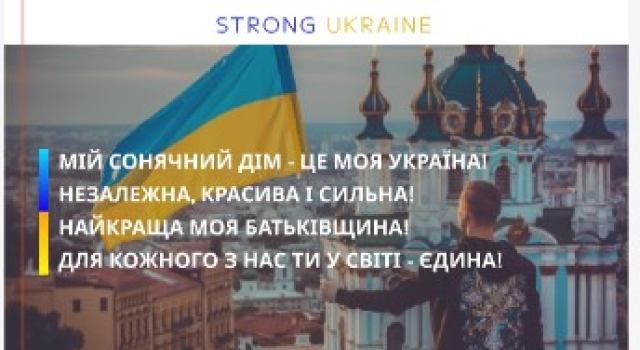 STRONG UKRAINE
МІЙ СОНЯЧНИЙ ДІМ - ЦЕ МОЯ УКРАЇНА!
НЕЗАЛЕЖНА, КРАСИВА І СИЛЬНА!
НАЙКРАЩА МОЯ БАТЬКІВЩИНА!
ДЛЯ КОЖНОГО З НАС ТИ У СВІТІ - ЄДИНА!